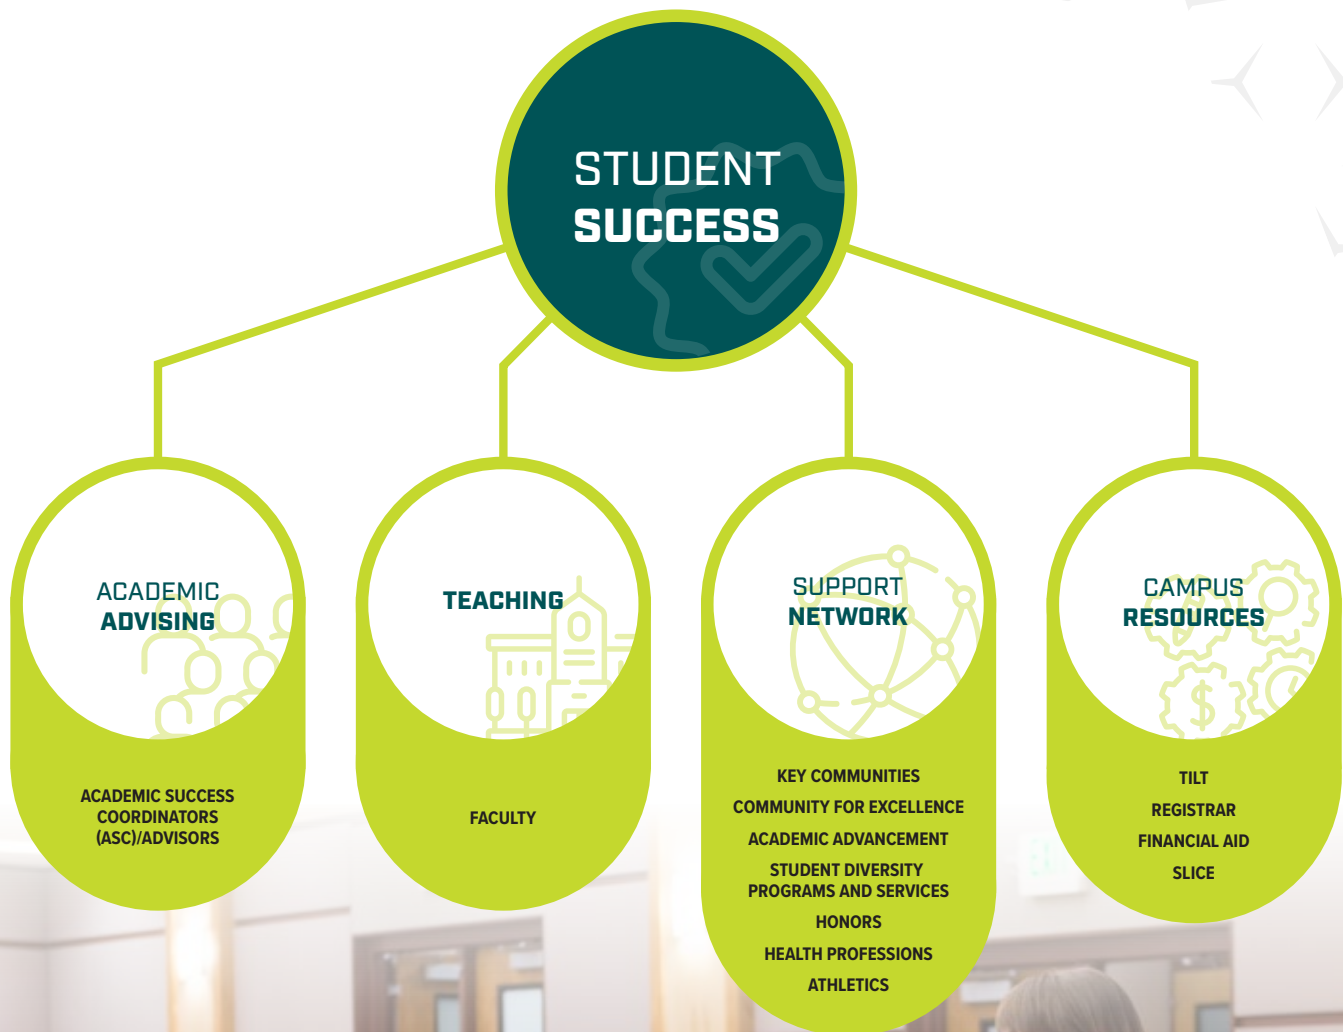 STUDENT
SUCCESS
ACADEMIC
ADVISING
ACADEMIC SUCCESS
COORDINATORS
(ASC)/ADVISORS
TEACHING
FACULTY
SUPPORT
NETWORK
KEY COMMUNITIES
COMMUNITY FOR EXCELLENCE
ACADEMIC ADVANCEMENT
STUDENT DIVERSITY
PROGRAMS AND SERVICES
HONORS
HEALTH PROFESSIONS
ATHLETICS
CAMPUS
RESOURCES
$
TILT
REGISTRAR
FINANCIAL AID
SLICE